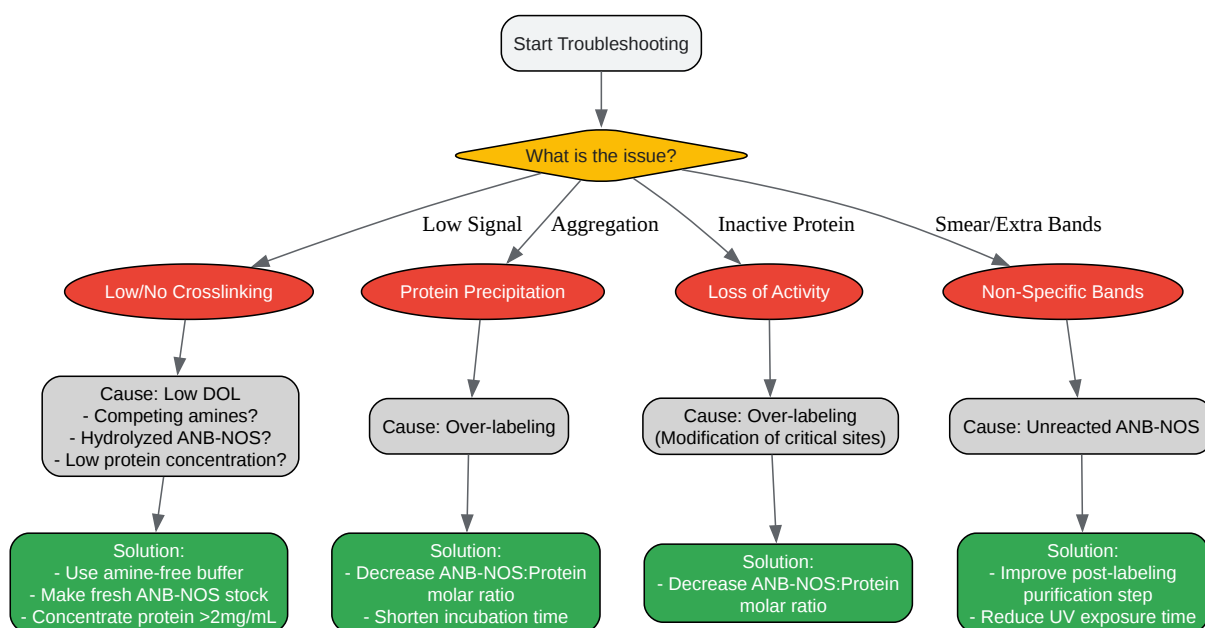 Start Troubleshooting
What is the issue?
Low Signal
Aggregation
Inactive Protein
Smear/Extra Bands
Low/No Crosslinking
Protein Precipitation
Loss of Activity
Non-Specific Bands
Cause: Low DOL
- Competing amines?
- Hydrolyzed ANB-NOS?
- Low protein concentration?
Cause: Over-labeling
Cause: Over-labeling
(Modification of critical sites)
Cause: Unreacted ANB-NOS
Solution:
- Use amine-free buffer
- Make fresh ANB-NOS stock
- Concentrate protein >2mg/mL
Solution:
- Decrease ANB-NOS:Protein
molar ratio
- Shorten incubation time
Solution:
- Decrease ANB-NOS:Protein
molar ratio
Solution:
- Improve post-labeling
purification step
- Reduce UV exposure time